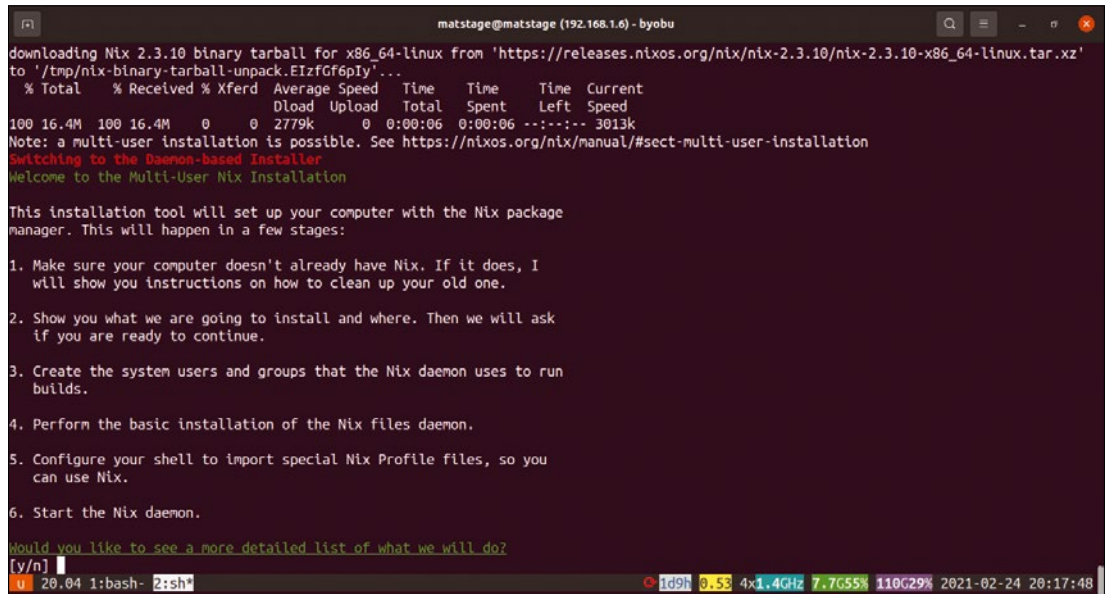 matstage@matstage (192.168.1.6) - byobu
downloading Nix 2.3.10 binary tarball for x86_64-linux from 'https://releases.nixos.org/nix/nix-2.3.10/nix-2.3.10-x86_64-linux.tar.xz'
to '/tmp/nix-binary-tarball-unpack.EIzfGf6pIy'...
% Total % Received % Xferd Average Speed Time Time Time Current
Dload Upload Total Spent Left Speed
100 16.4M 100 16.4M 0 0 2779k 0 0:00:06 0:00:06 --:--:-- 3013k
Note: a multi-user installation is possible. See https://nixos.org/nix/manual/#sect-multi-user-installation
Switching to the Daemon-based Installer
Welcome to the Multi-User Nix Installation
This installation tool will set up your computer with the Nix package
manager. This will happen in a few stages:
1. Make sure your computer doesn't already have Nix. If it does, I
will show you instructions on how to clean up your old one.
2. Show you what we are going to install and where. Then we will ask
if you are ready to continue.
3. Create the system users and groups that the Nix daemon uses to run
builds.
4. Perform the basic installation of the Nix files daemon.
5. Configure your shell to import special Nix Profile files, so you
can use Nix.
6. Start the Nix daemon.
Would you like to see a more detailed list of what we will do?
[y/n]
u 20.04 1:bash- 2:sh* 1d9h 0.53 4x1.4GHz 7.7G55% 110G29% 2021-02-24 20:17:48